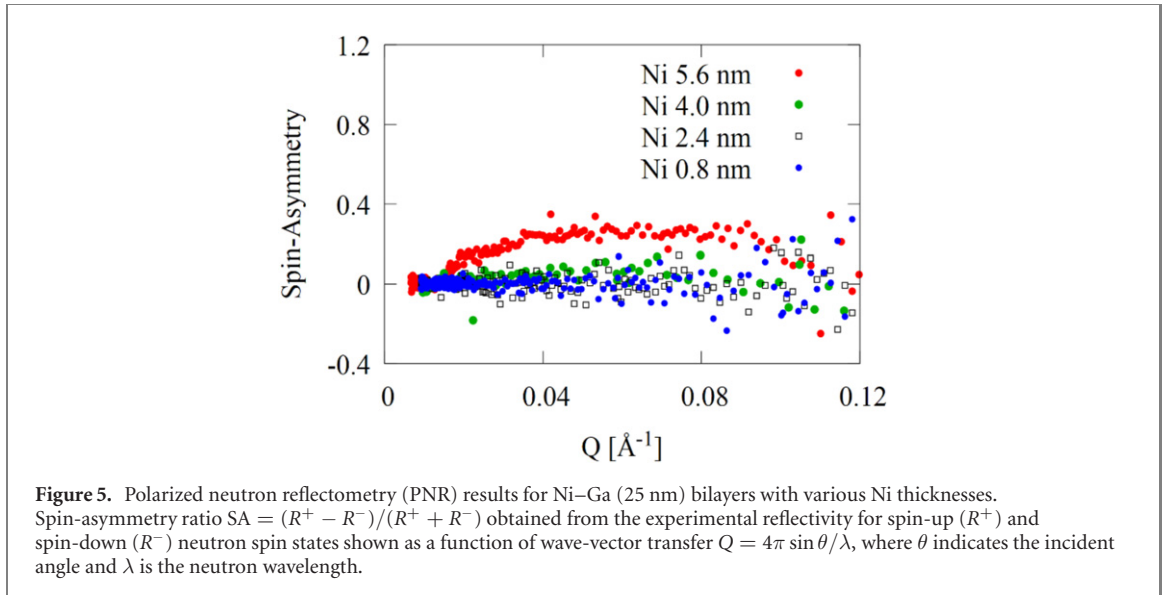 1.2
0.8
0.4
0
-0.4
Spin-Asymmetry
Ni 5.6 nm
Ni 4.0 nm
Ni 2.4 nm
Ni 0.8 nm
0 0.04 0.08 0.12
Q [Å⁻¹]
Figure 5. Polarized neutron reflectometry (PNR) results for Ni–Ga (25 nm) bilayers with various Ni thicknesses.
Spin-asymmetry ratio SA = (R⁺ − R⁻)/(R⁺ + R⁻) obtained from the experimental reflectivity for spin-up (R⁺) and
spin-down (R⁻) neutron spin states shown as a function of wave-vector transfer Q = 4π sin θ/λ, where θ indicates the incident
angle and λ is the neutron wavelength.